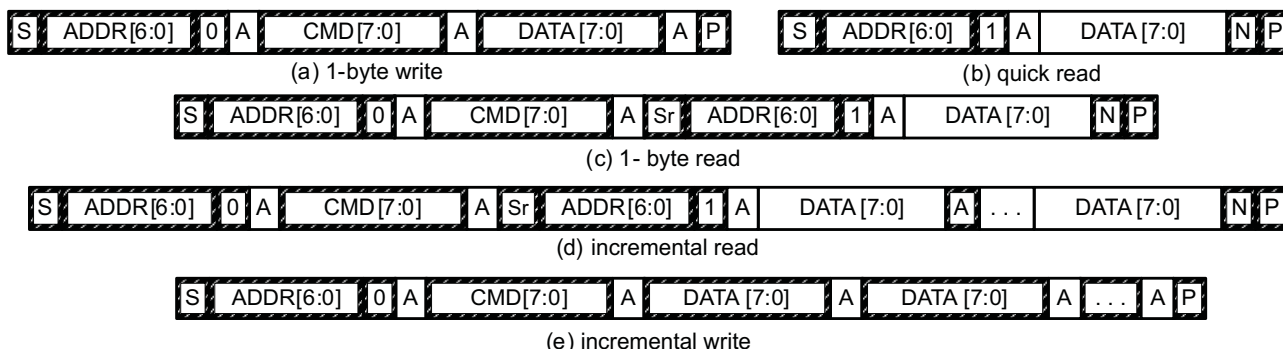 S ADDR[6:0] 0 A CMD[7:0] A DATA [7:0] A P
(a) 1-byte write
S ADDR[6:0] 1 A DATA [7:0] N P
(b) quick read
S ADDR[6:0] 0 A CMD[7:0] A Sr ADDR[6:0] 1 A DATA [7:0] N P
(c) 1- byte read
S ADDR[6:0] 0 A CMD[7:0] A Sr ADDR[6:0] 1 A DATA [7:0] A . . . DATA [7:0] N P
(d) incremental read
S ADDR[6:0] 0 A CMD[7:0] A DATA [7:0] A DATA [7:0] A . . . A P
(e) incremental write